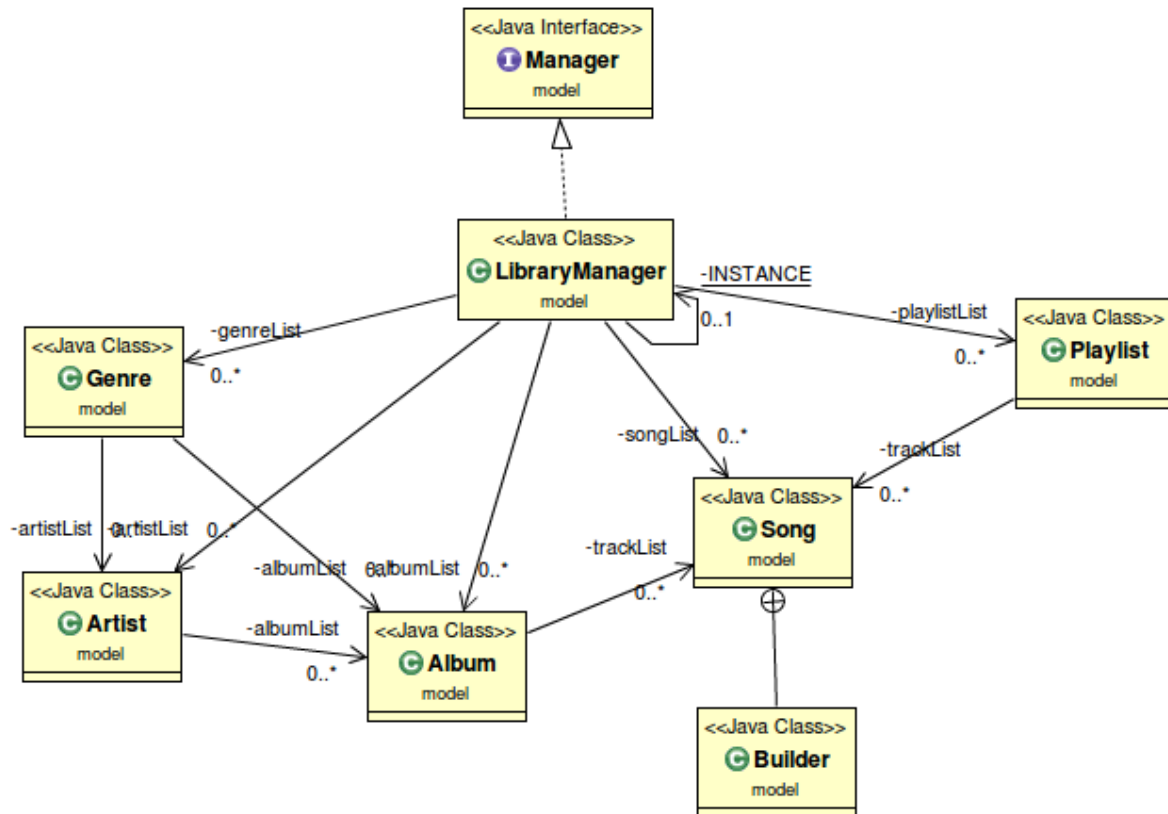 <<Java Interface>>
Manager
model
<<Java Class>>
LibraryManager
model
-INSTANCE
0..1
-genreList
0..*
-playlistList
0..*
<<Java Class>>
Genre
model
<<Java Class>>
Playlist
model
-songList
0..*
-trackList
0..*
<<Java Class>>
Song
model
-artistList
-artistList
0..*
-albumList
-albumList
0..*
-trackList
0..*
<<Java Class>>
Artist
model
-albumList
0..*
<<Java Class>>
Album
model
<<Java Class>>
Builder
model